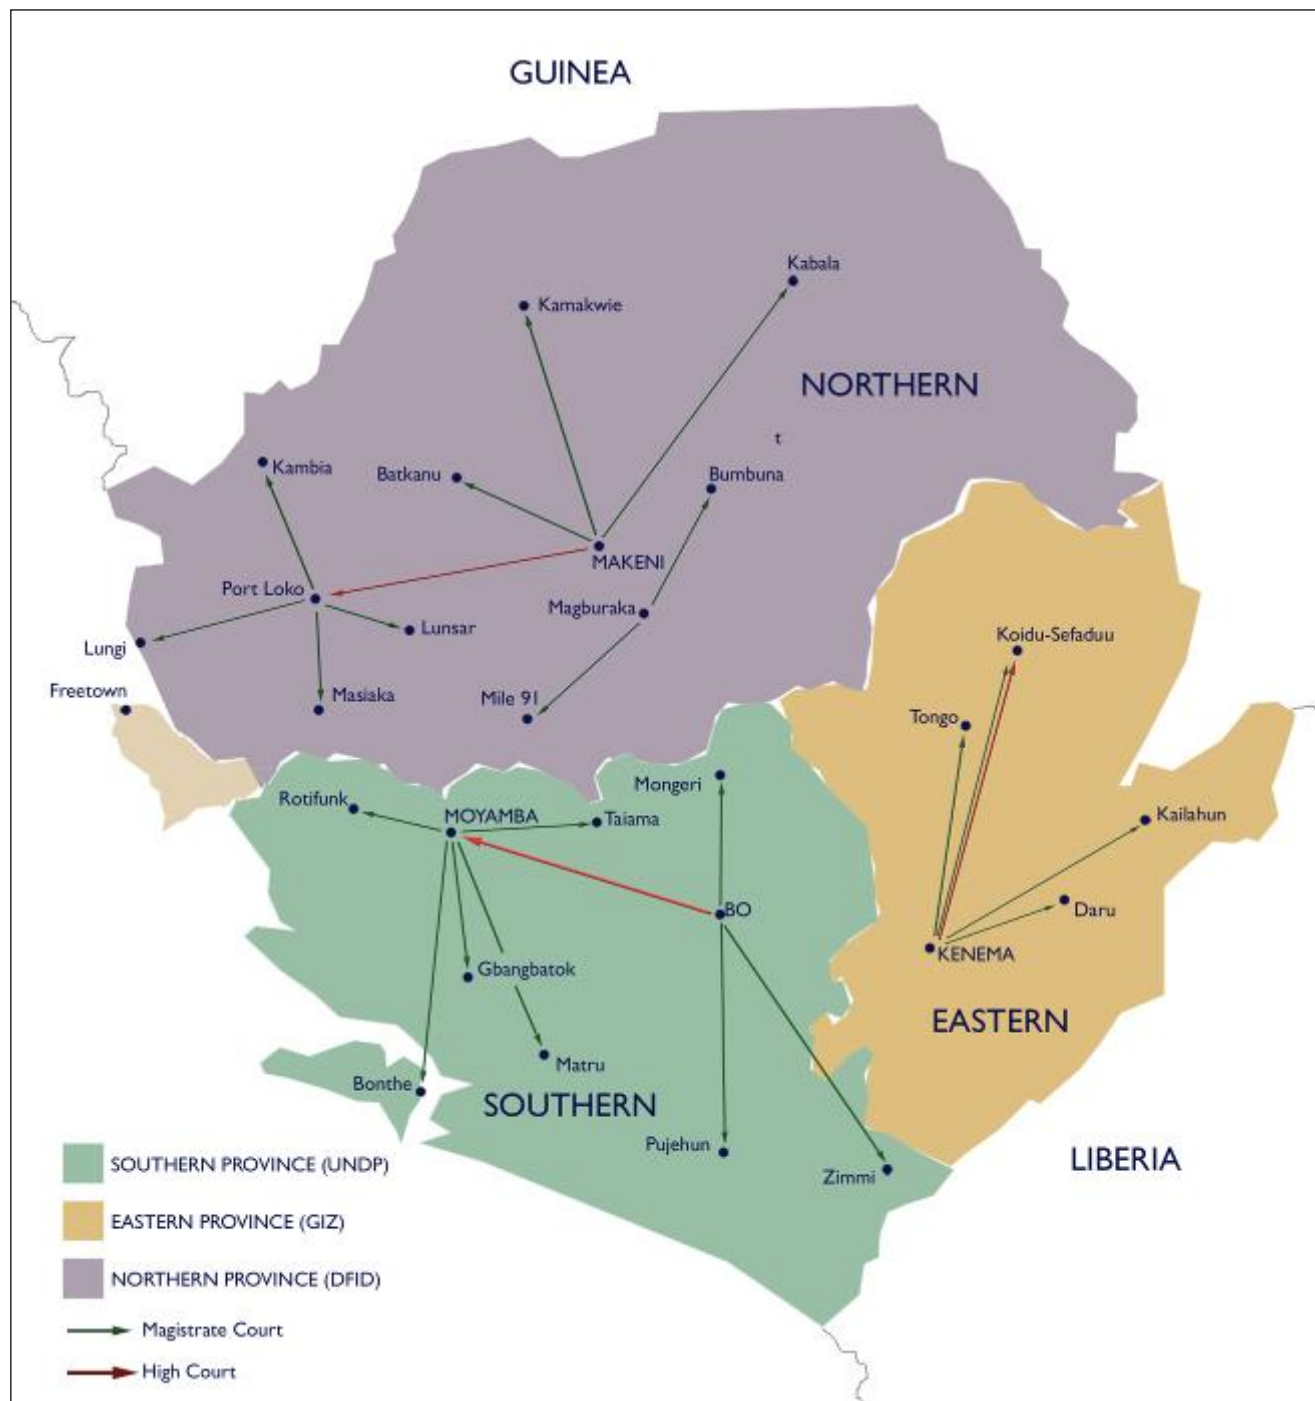 GUINEA
Kabala
Kamakwie
NORTHERN
t
Kambia
Batkanu
Bumbuna
MAKENI
Port Loko
Magburaka
Lunsar
Lungi
Koidu-Sefaduu
Freetown
Masiaka
Mile 91
Tongo
Mongeri
Rotifunk
MOYAMBA
Taiama
Kailahun
BO
Daru
KENEMA
Gbangbatok
EASTERN
Matru
Bonthe
SOUTHERN
Pujehun
Zimmi
LIBERIA
SOUTHERN PROVINCE (UNDP)
EASTERN PROVINCE (GIZ)
NORTHERN PROVINCE (DFID)
Magistrate Court
High Court